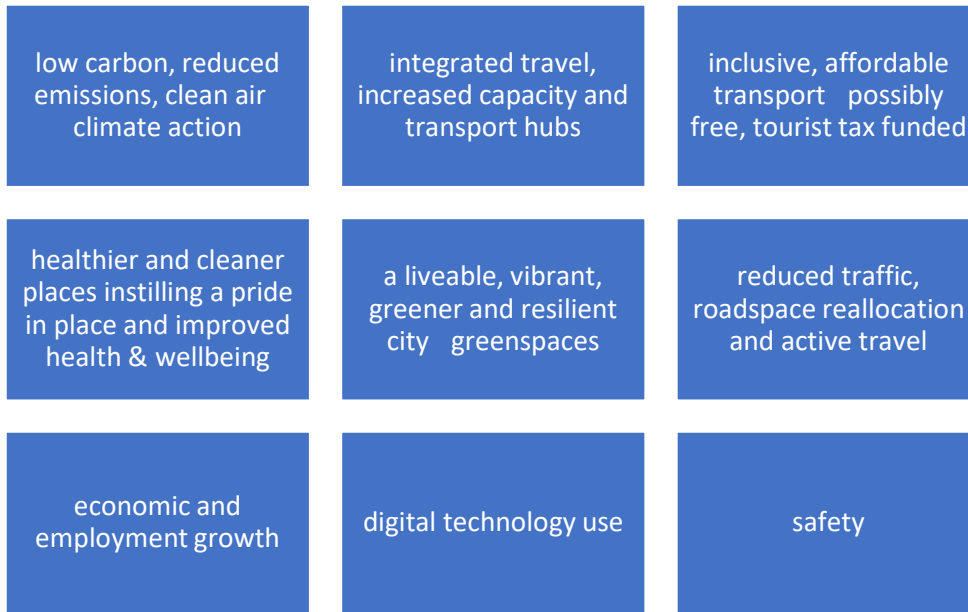 low carbon, reduced
emissions, clean air
climate action
integrated travel,
increased capacity and
transport hubs
inclusive, affordable
transport possibly
free, tourist tax funded
healthier and cleaner
places instilling a pride
in place and improved
health & wellbeing
a liveable, vibrant,
greener and resilient
city greenspaces
reduced traffic,
roadspace reallocation
and active travel
economic and
employment growth
digital technology use
safety